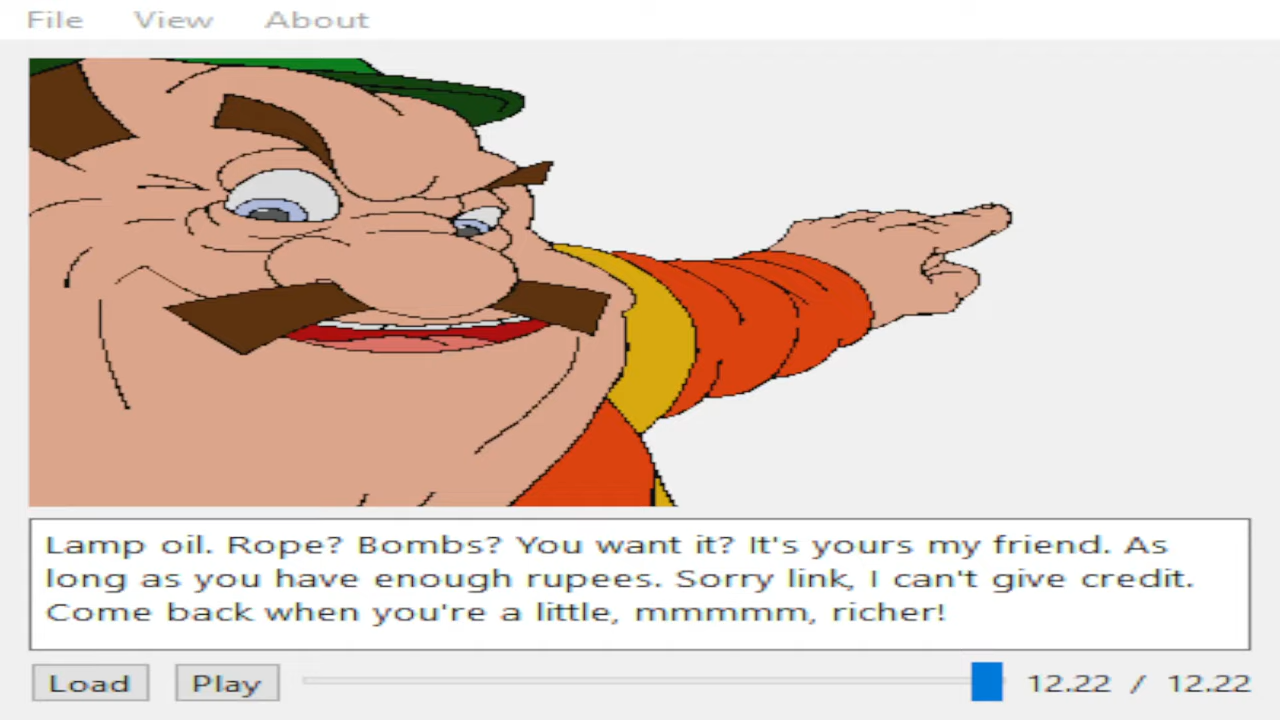 File View About
Lamp oil. Rope? Bombs? You want it? It's yours my friend. As
long as you have enough rupees. Sorry link, I can't give credit.
Come back when you're a little, mmmmm, richer!
Load Play 12.22 / 12.22